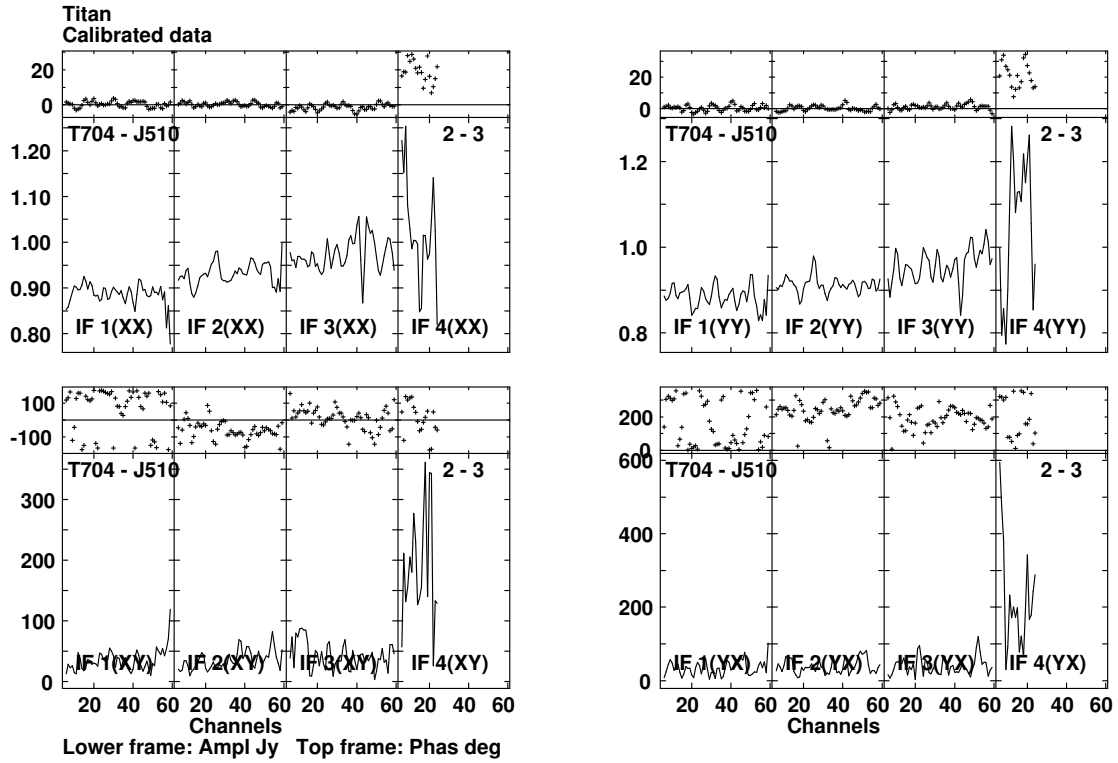 Titan
Calibrated data
20
0
T704 - J510
2 - 3
1.20
1.10
1.00
0.90
0.80
IF 1(XX)
IF 2(XX)
IF 3(XX)
IF 4(XX)
20
0
T704 - J510
2 - 3
1.2
1.0
0.8
IF 1(YY)
IF 2(YY)
IF 3(YY)
IF 4(YY)
100
-100
T704 - J510
2 - 3
300
200
100
0
IF 1(XY)
IF 2(XY)
IF 3(XY)
IF 4(XY)
20 40 60 20 40 60 20 40 60 20 40 60
Channels
200
0
T704 - J510
2 - 3
600
400
200
0
IF 1(YX)
IF 2(YX)
IF 3(YX)
IF 4(YX)
20 40 60 20 40 60 20 40 60 20 40 60
Channels
Lower frame: Ampl Jy Top frame: Phas deg